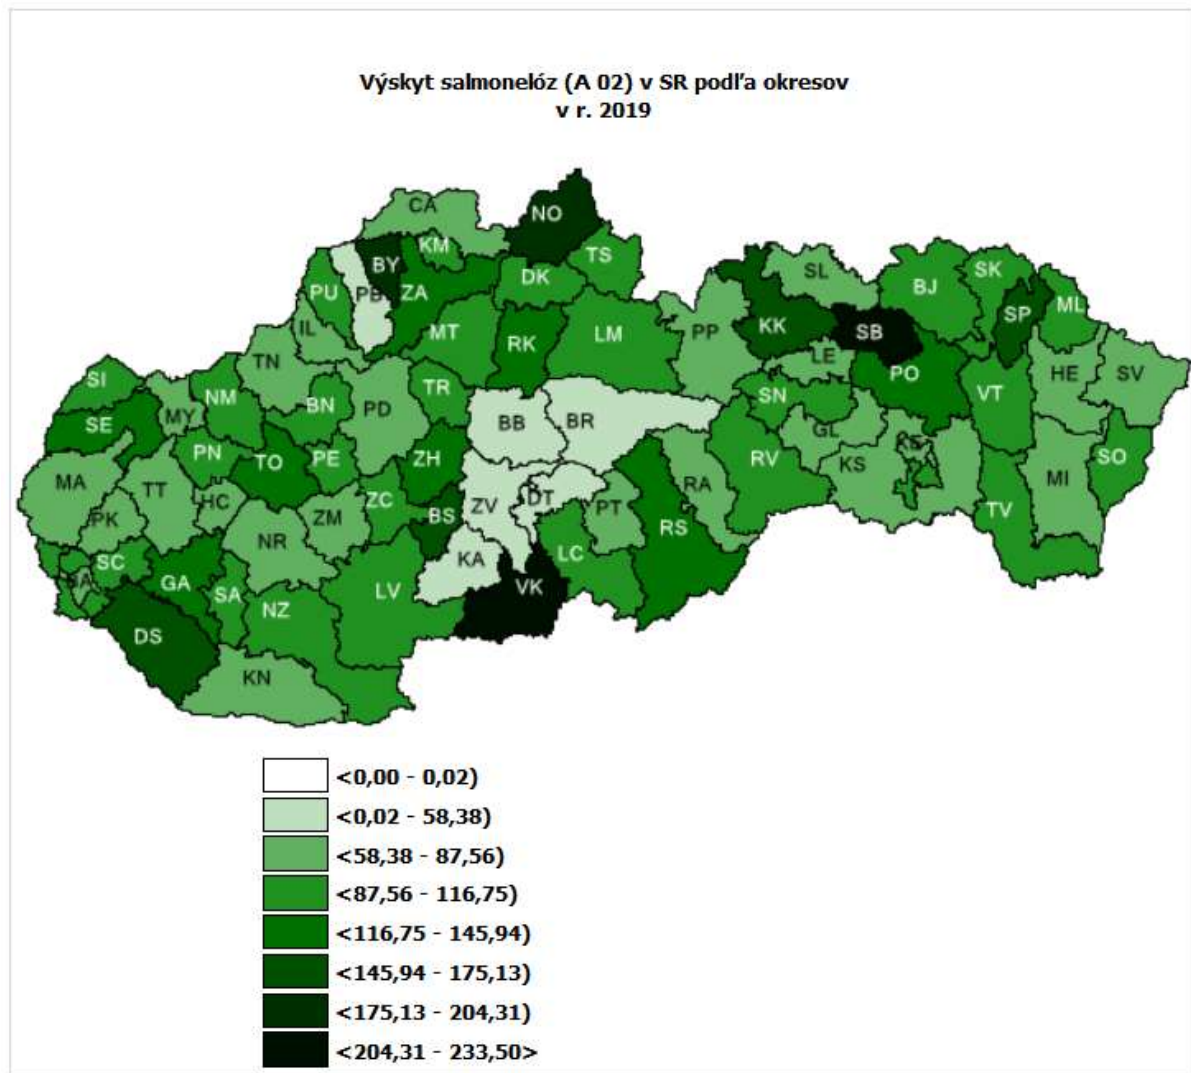 Výskyt salmonelóz (A 02) v SR podľa okresov
v r. 2019
NO
CA
KM
TS
BY
SL
SK
DK
BJ
PU
PB
ZA
ML
SP
KK
SB
IL
MT
RK
LM
PP
LE
TN
PO
HE
SV
SI
TR
SN
VT
NM
BN
PD
MY
BB
BR
SE
GL
KE
PN
TO
PE
ZH
RV
KS
SO
MA
TT
RA
MI
HC
ZC
ZV
DT
PT
PK
ZM
BS
TV
NR
RS
SC
KA
LC
BA
GA
SA
LV
VK
NZ
DS
KN
<0,00 - 0,02)
<0,02 - 58,38)
<58,38 - 87,56)
<87,56 - 116,75)
<116,75 - 145,94)
<145,94 - 175,13)
<175,13 - 204,31)
<204,31 - 233,50>